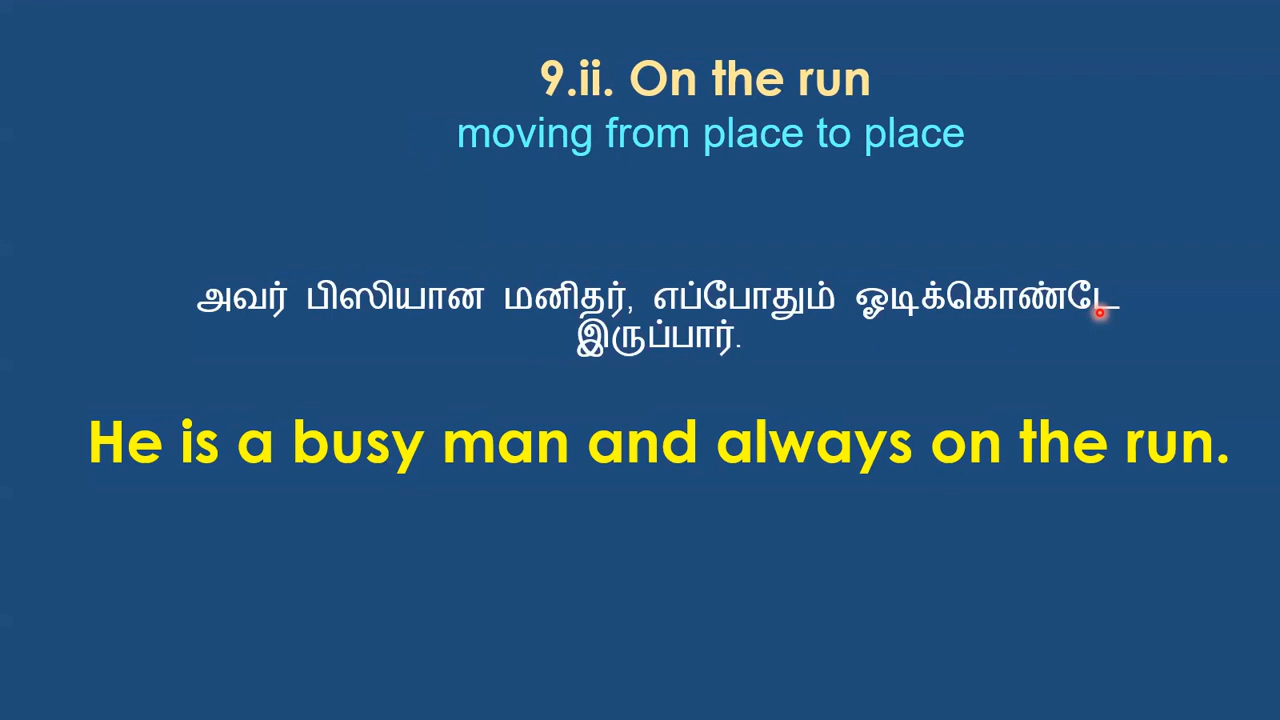 9.ii. On the run
moving from place to place
அவர் பிஸியான மனிதர், எப்போதும் ஓடிக்கொண்டே
இருப்பார்.
He is a busy man and always on the run.